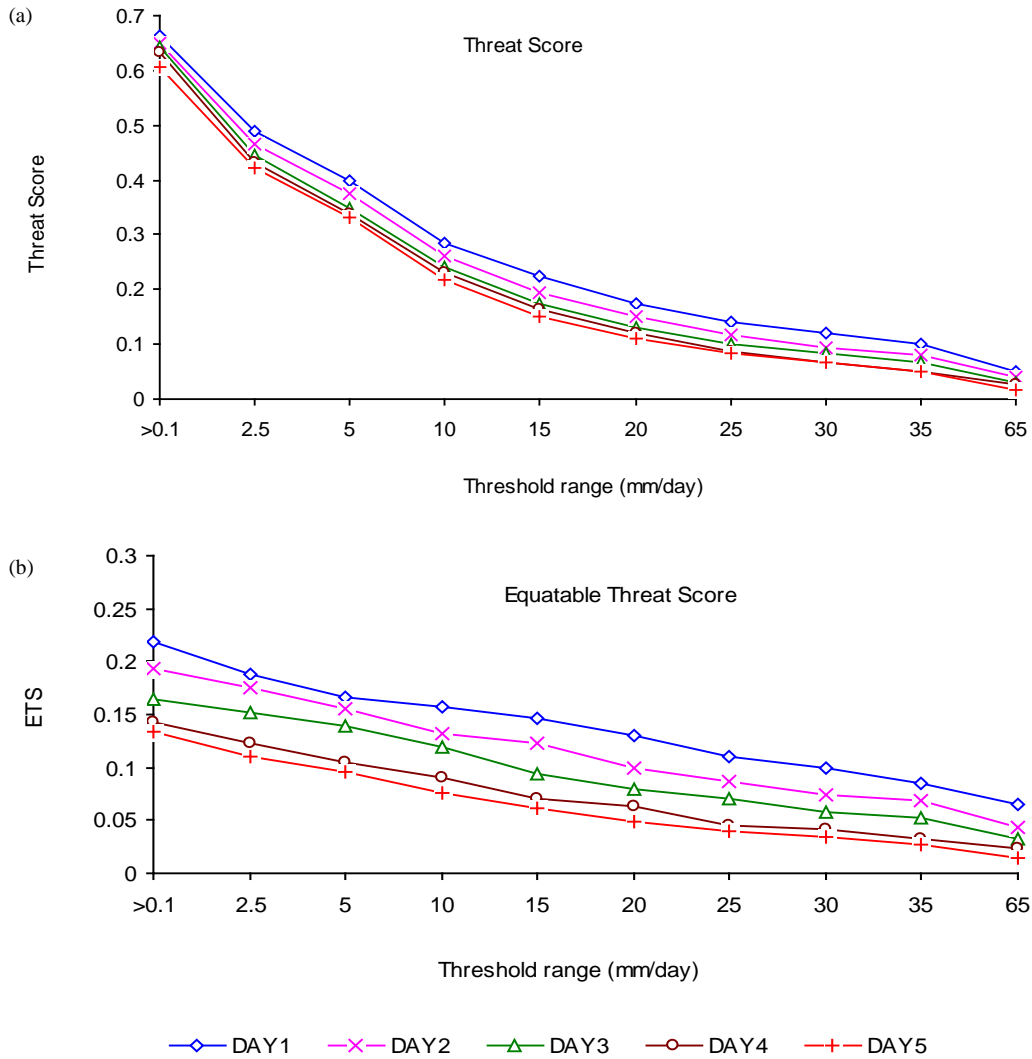 (a)
Threat Score
0.7
0.6
0.5
0.4
0.3
0.2
0.1
0
Threat Score
>0.1 2.5 5 10 15 20 25 30 35 65
Threshold range (mm/day)
(b)
Equatable Threat Score
0.3
0.25
0.2
0.15
0.1
0.05
0
ETS
>0.1 2.5 5 10 15 20 25 30 35 65
Threshold range (mm/day)
DAY1 DAY2 DAY3 DAY4 DAY5